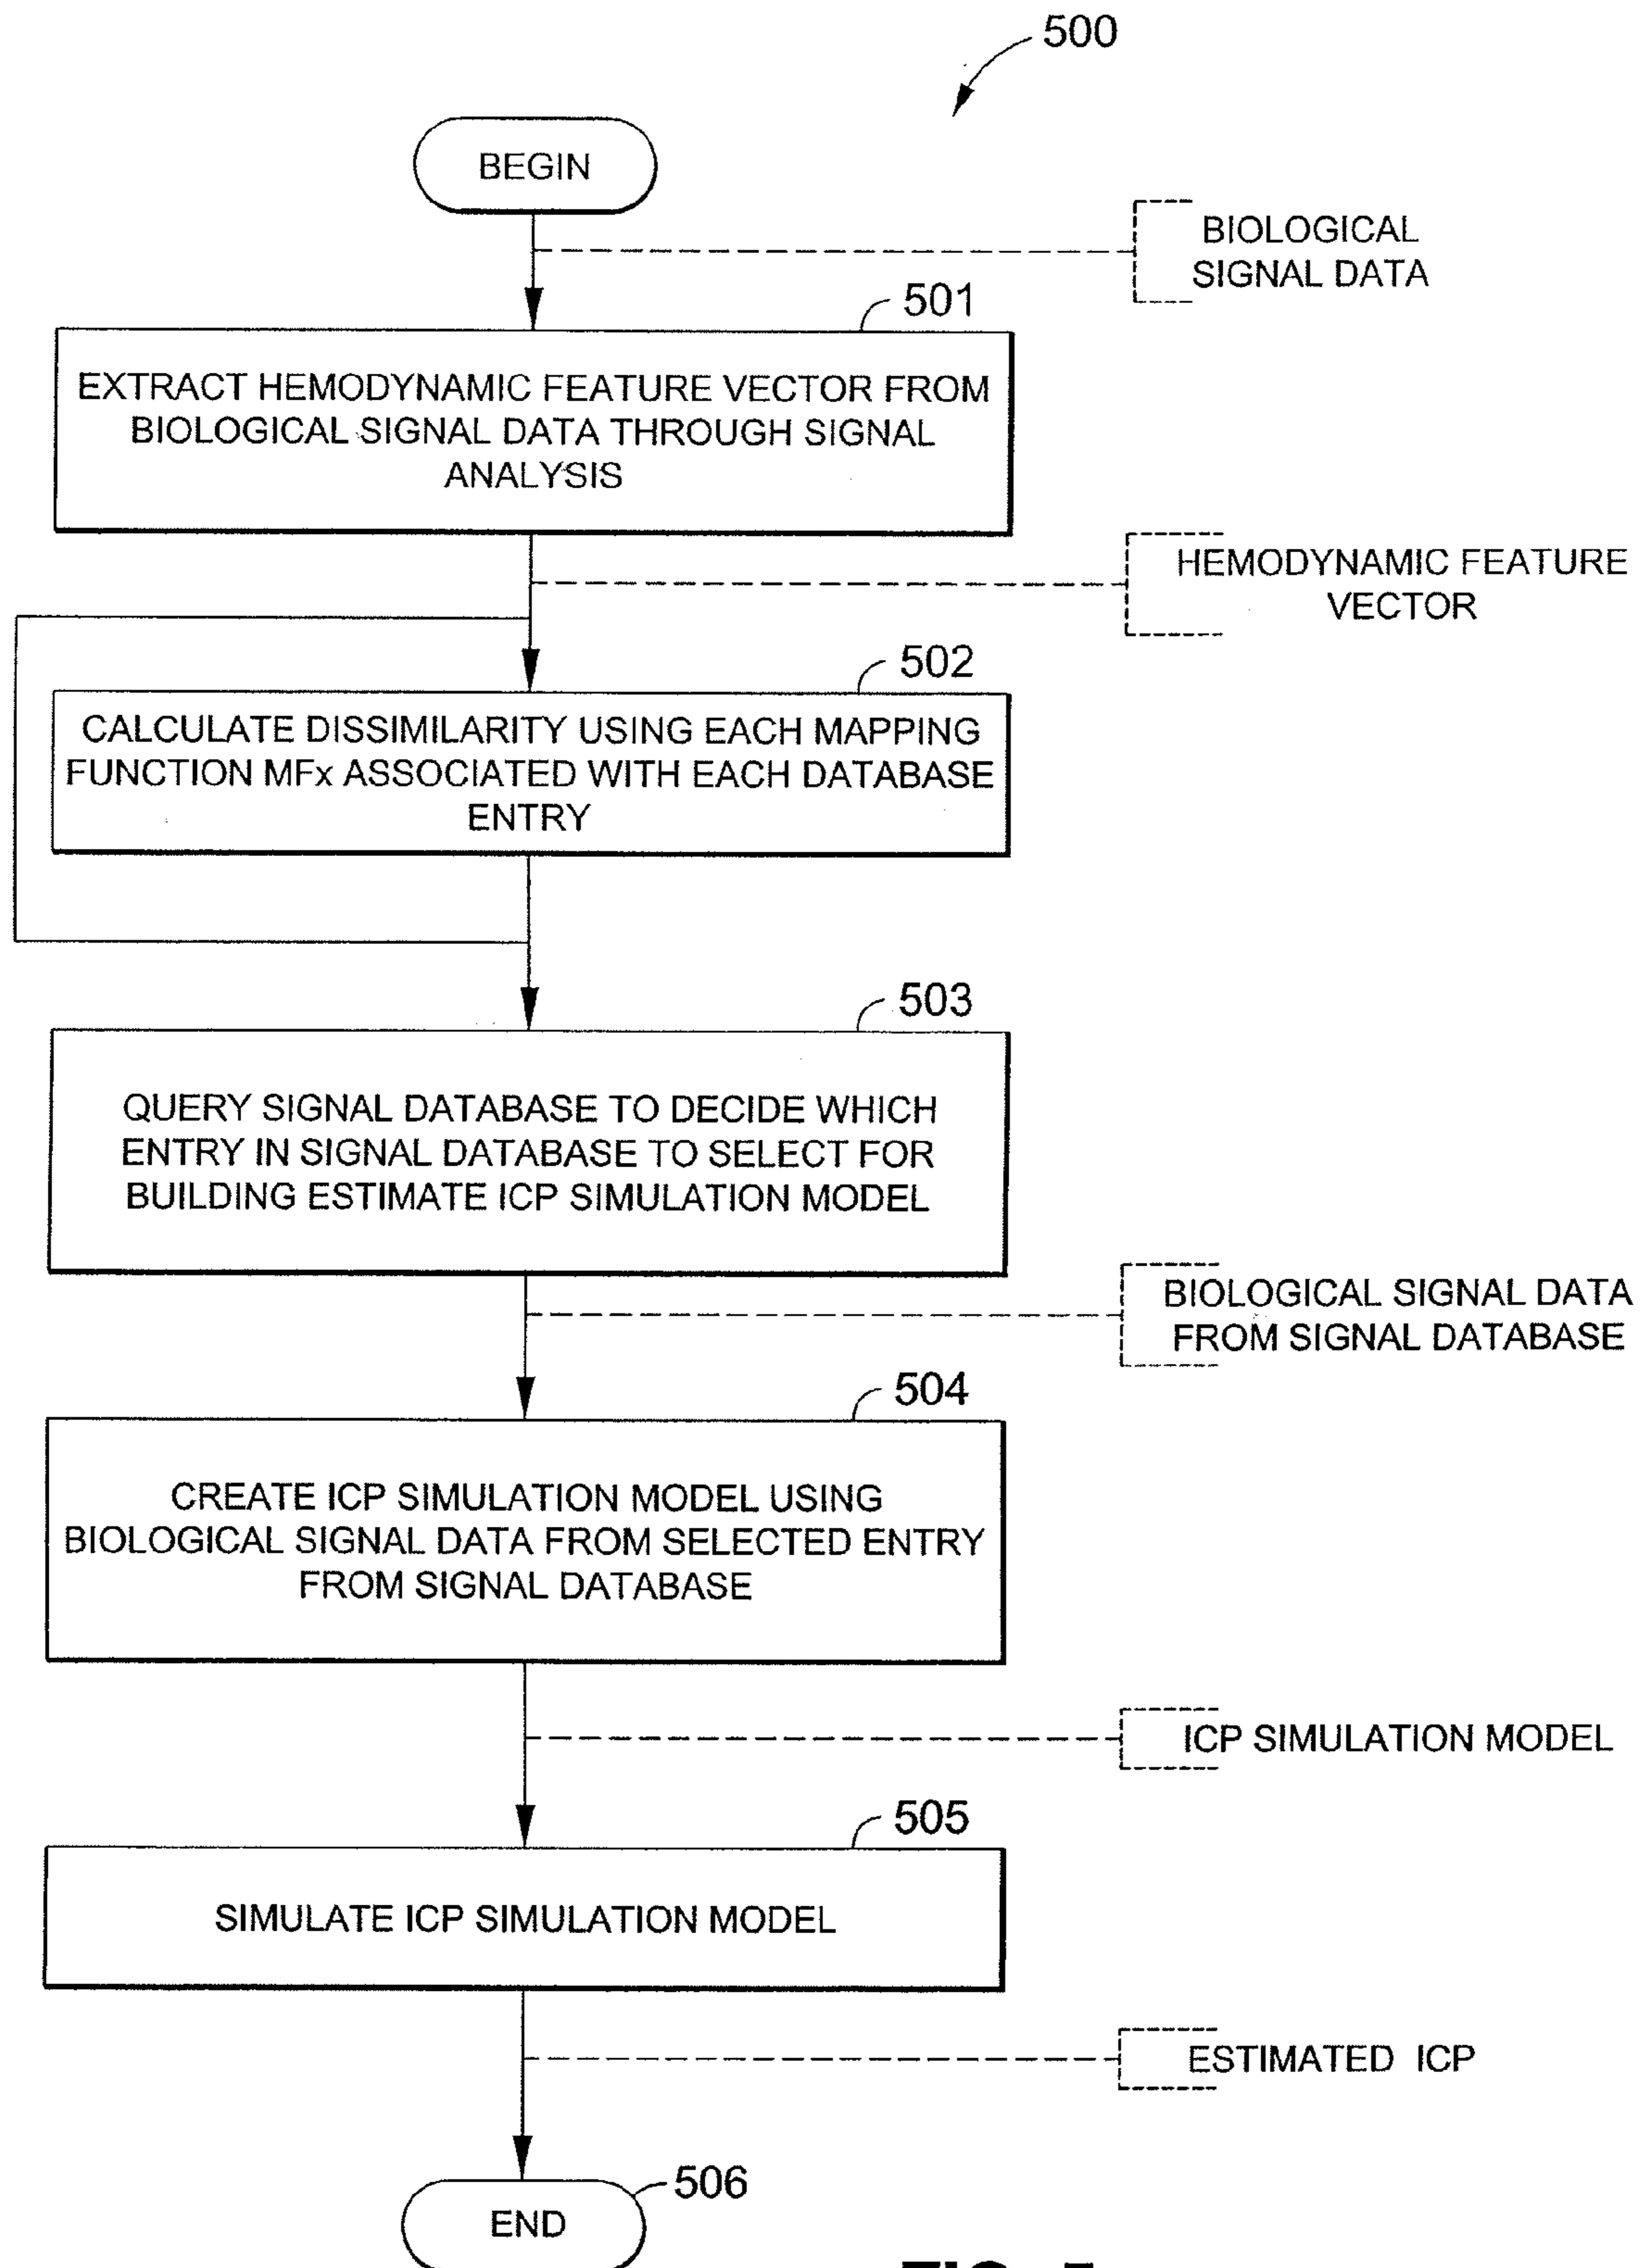 500
BEGIN
BIOLOGICAL
SIGNAL DATA
501
EXTRACT HEMODYNAMIC FEATURE VECTOR FROM
BIOLOGICAL SIGNAL DATA THROUGH SIGNAL
ANALYSIS
HEMODYNAMIC FEATURE
VECTOR
502
CALCULATE DISSIMILARITY USING EACH MAPPING
FUNCTION MFx ASSOCIATED WITH EACH DATABASE
ENTRY
503
QUERY SIGNAL DATABASE TO DECIDE WHICH
ENTRY IN SIGNAL DATABASE TO SELECT FOR
BUILDING ESTIMATE ICP SIMULATION MODEL
BIOLOGICAL SIGNAL DATA
FROM SIGNAL DATABASE
504
CREATE ICP SIMULATION MODEL USING
BIOLOGICAL SIGNAL DATA FROM SELECTED ENTRY
FROM SIGNAL DATABASE
ICP SIMULATION MODEL
505
SIMULATE ICP SIMULATION MODEL
ESTIMATED ICP
506
END